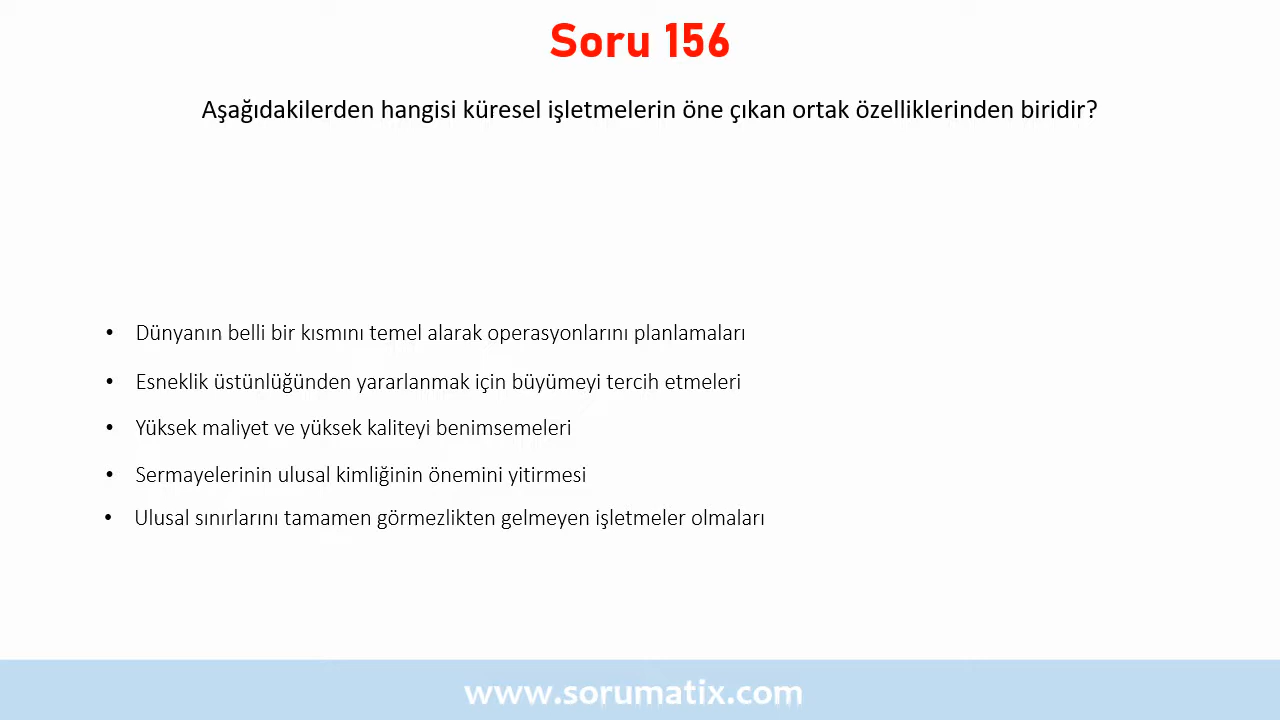 Soru 156
Aşağıdakilerden hangisi küresel işletmelerin öne çıkan ortak özelliklerinden biridir?
• Dünyanın belli bir kısmını temel alarak operasyonlarını planlamaları
• Esneklik üstünlüğünden yararlanmak için büyümeyi tercih etmeleri
• Yüksek maliyet ve yüksek kaliteyi benimsemeleri
• Sermayelerinin ulusal kimliğinin önemini yitirmesi
• Ulusal sınırlarını tamamen görmezlikten gelmeyen işletmeler olmaları
www.sorumatix.com